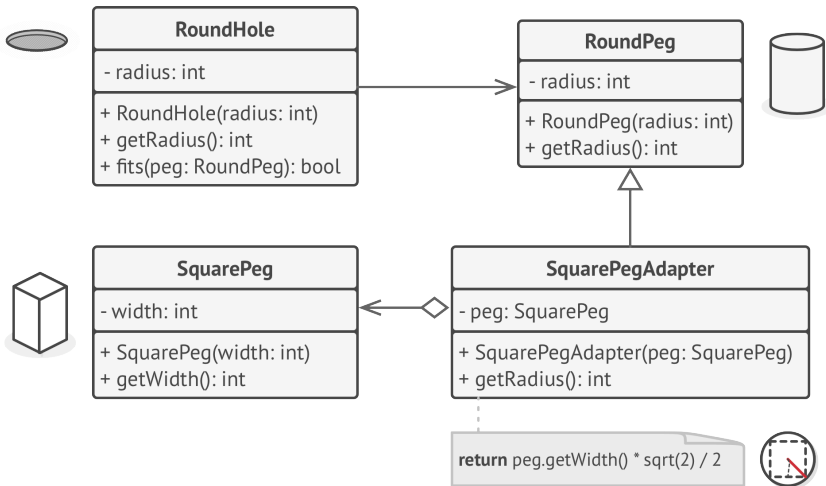 RoundHole
- radius: int
+ RoundHole(radius: int)
+ getRadius(): int
+ fits(peg: RoundPeg): bool
RoundPeg
- radius: int
+ RoundPeg(radius: int)
+ getRadius(): int
SquarePeg
- width: int
+ SquarePeg(width: int)
+ getWidth(): int
SquarePegAdapter
- peg: SquarePeg
+ SquarePegAdapter(peg: SquarePeg)
+ getRadius(): int
return peg.getWidth() * sqrt(2) / 2